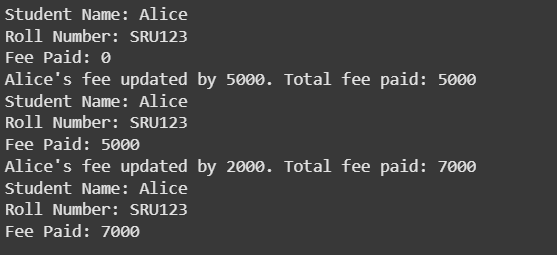 Student Name: Alice
Roll Number: SRU123
Fee Paid: 0
Alice's fee updated by 5000. Total fee paid: 5000
Student Name: Alice
Roll Number: SRU123
Fee Paid: 5000
Alice's fee updated by 2000. Total fee paid: 7000
Student Name: Alice
Roll Number: SRU123
Fee Paid: 7000